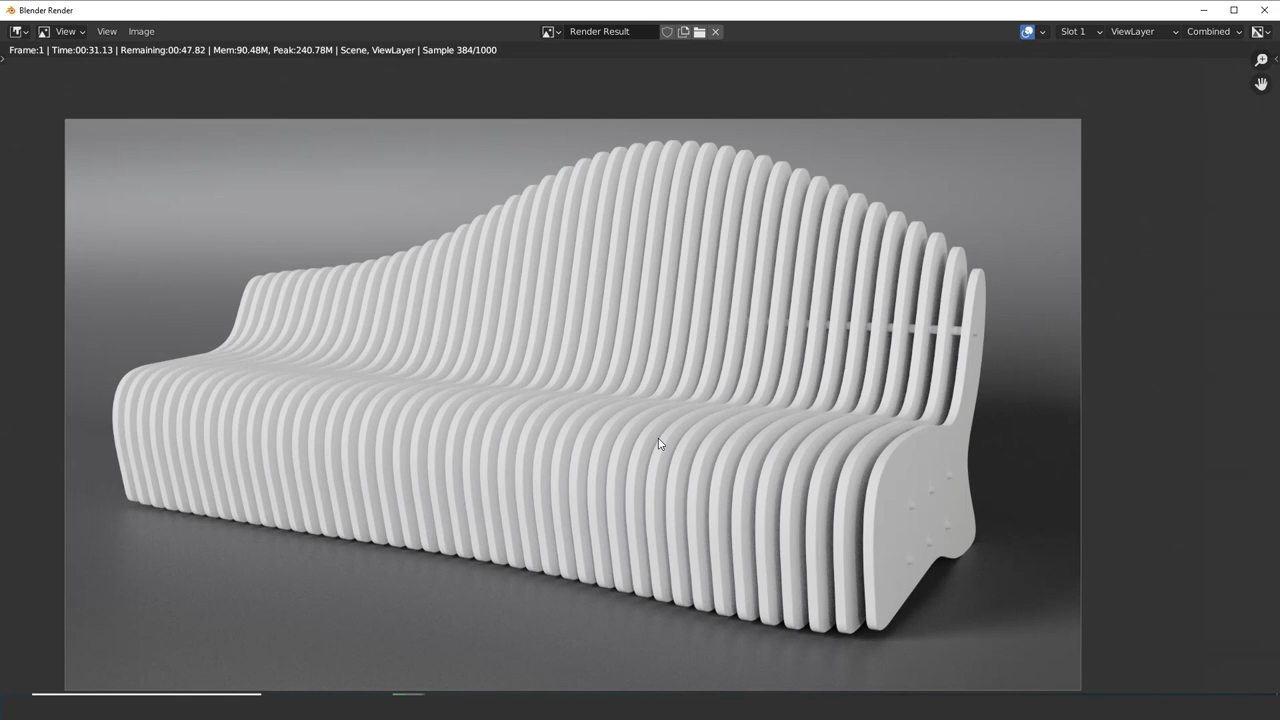 Blender Render
View View Image Render Result Slot 1 ViewLayer Combined
Frame:1 | Time:00:31.13 | Remaining:00:47.82 | Mem:90.48M, Peak:240.78M | Scene, ViewLayer | Sample 384/1000